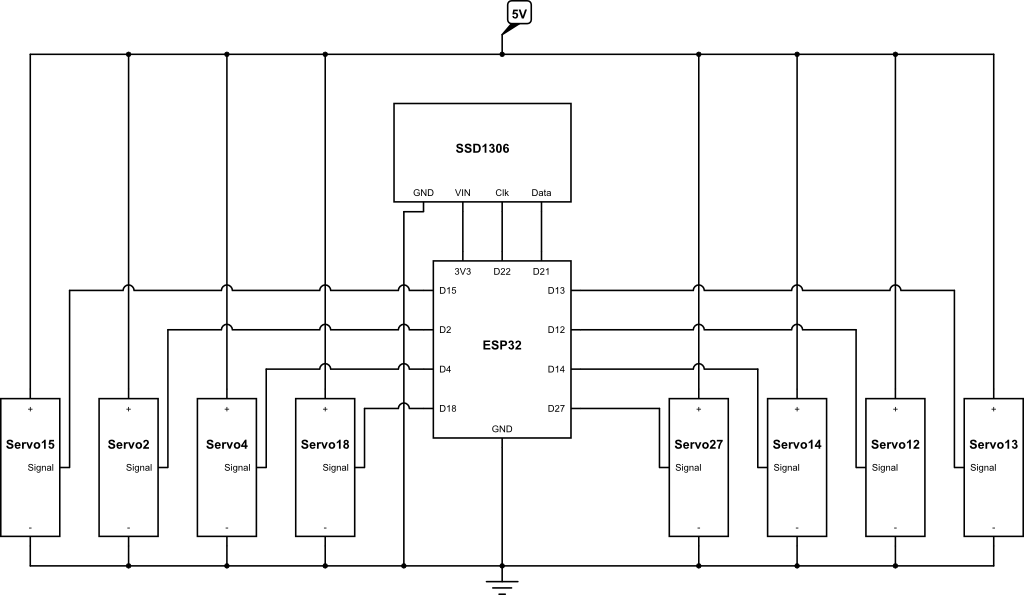 5V
SSD1306
GND VIN Clk Data
3V3 D22 D21
D15 D13
D2 D12
ESP32
D4 D14
D18 D27
GND
+ + + + + + + +
Servo15 Servo2 Servo4 Servo18 Servo27 Servo14 Servo12 Servo13
Signal Signal Signal Signal Signal Signal Signal Signal
- - - - - - - -